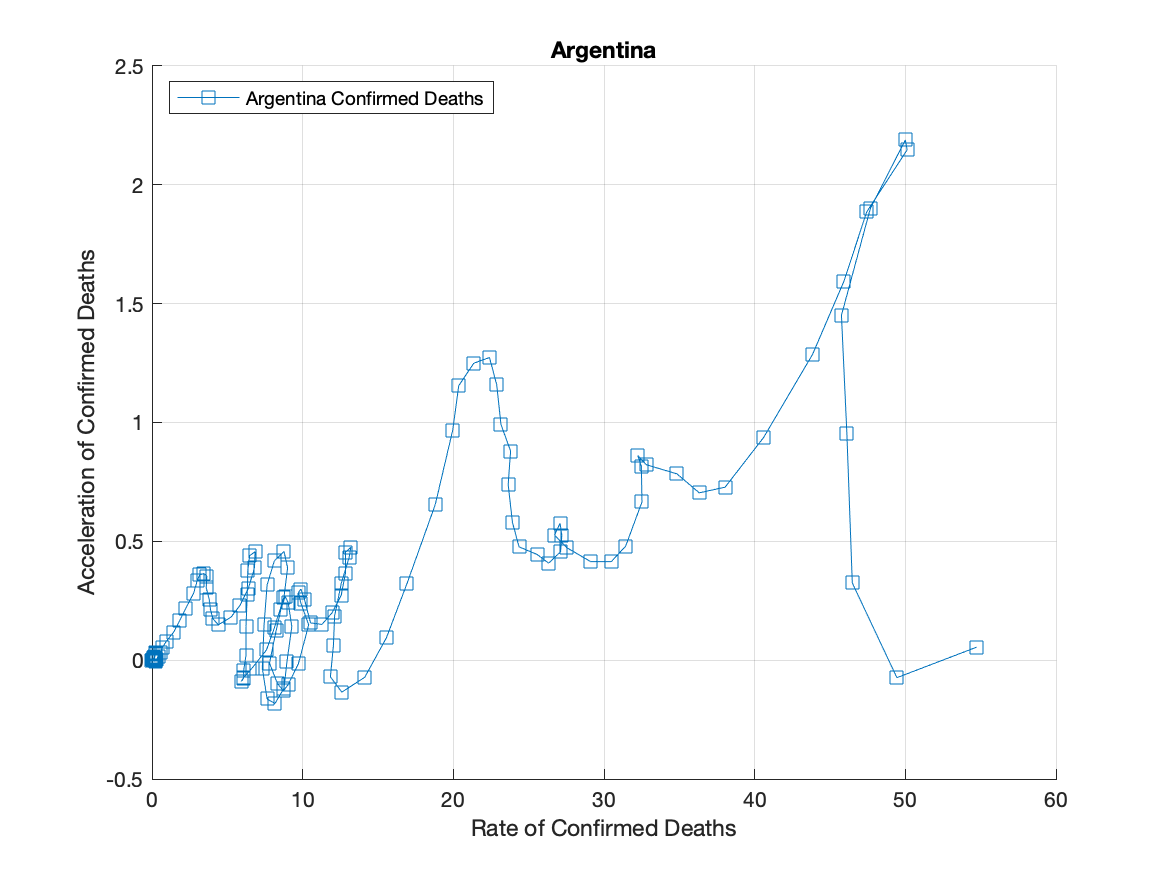 Argentina
Argentina Confirmed Deaths
2.5
2
1.5
1
0.5
0
-0.5
Acceleration of Confirmed Deaths
0 10 20 30 40 50 60
Rate of Confirmed Deaths